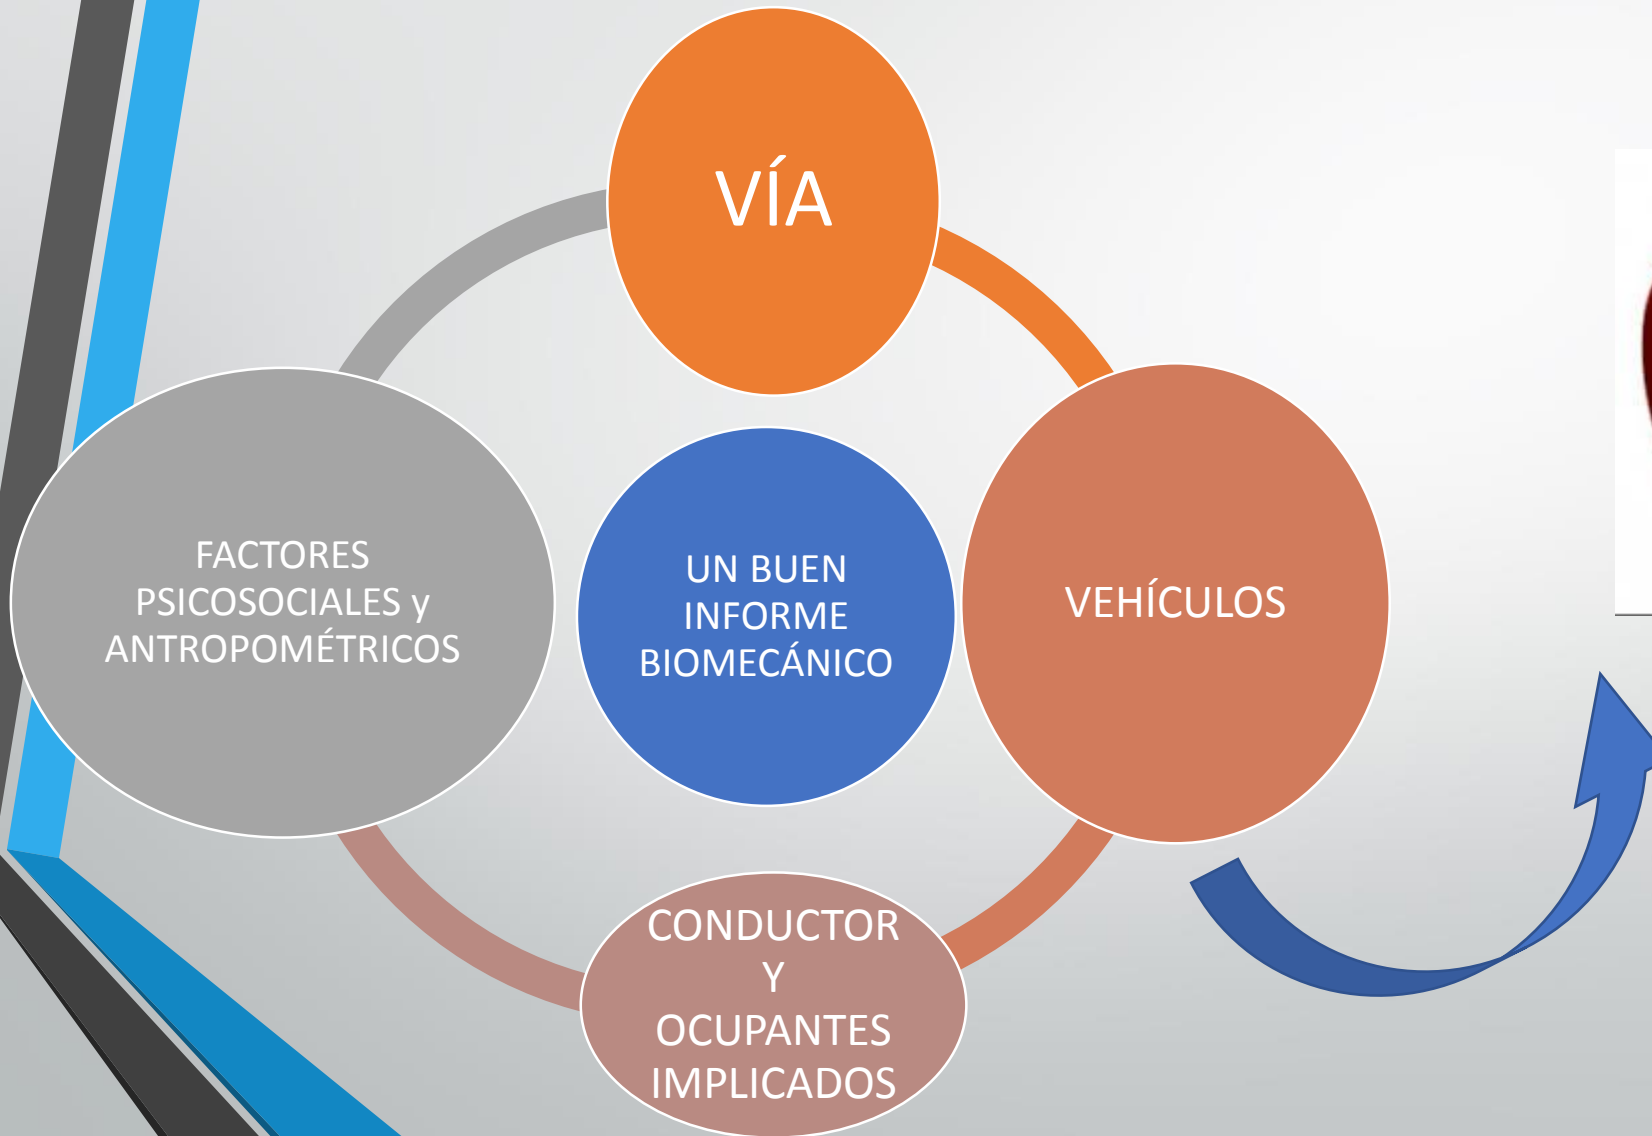 VÍA
FACTORES
PSICOSOCIALES y
ANTROPOMÉTRICOS
UN BUEN
INFORME
BIOMECÁNICO
VEHÍCULOS
CONDUCTOR
Y
OCUPANTES
IMPLICADOS